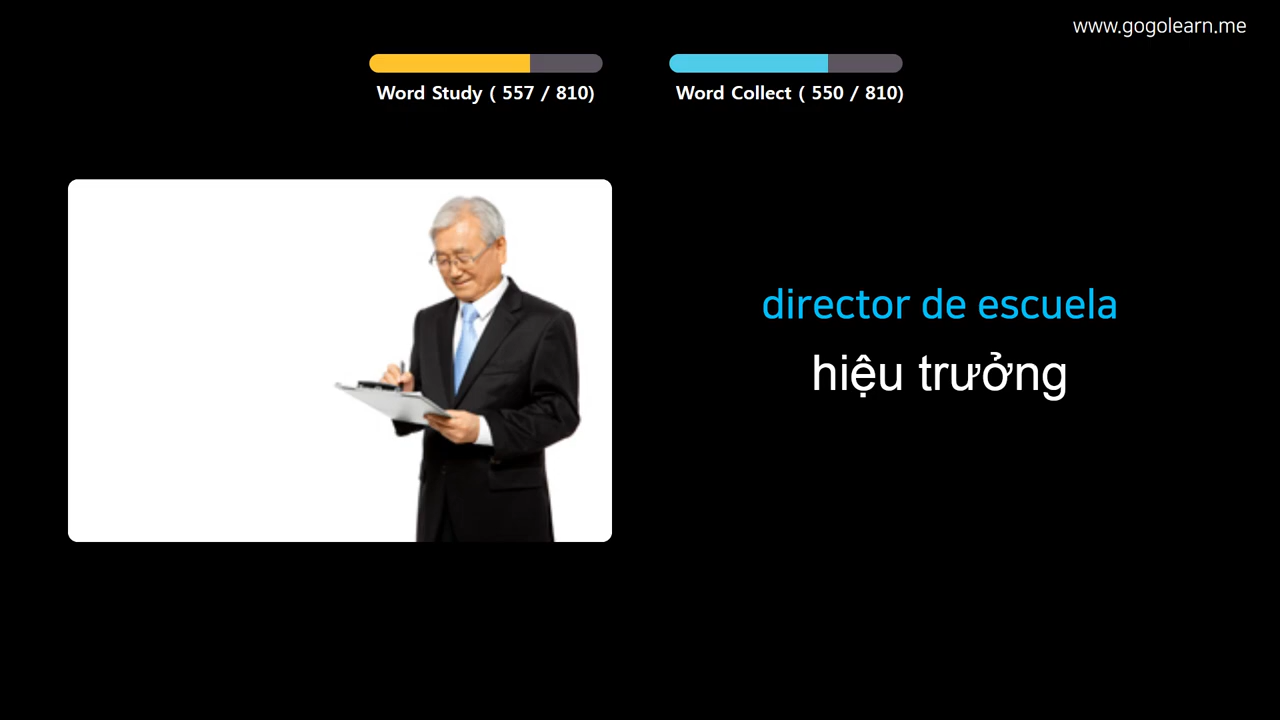 www.gogolearn.me
Word Study ( 557 / 810)
Word Collect ( 550 / 810)
director de escuela
hiệu trưởng